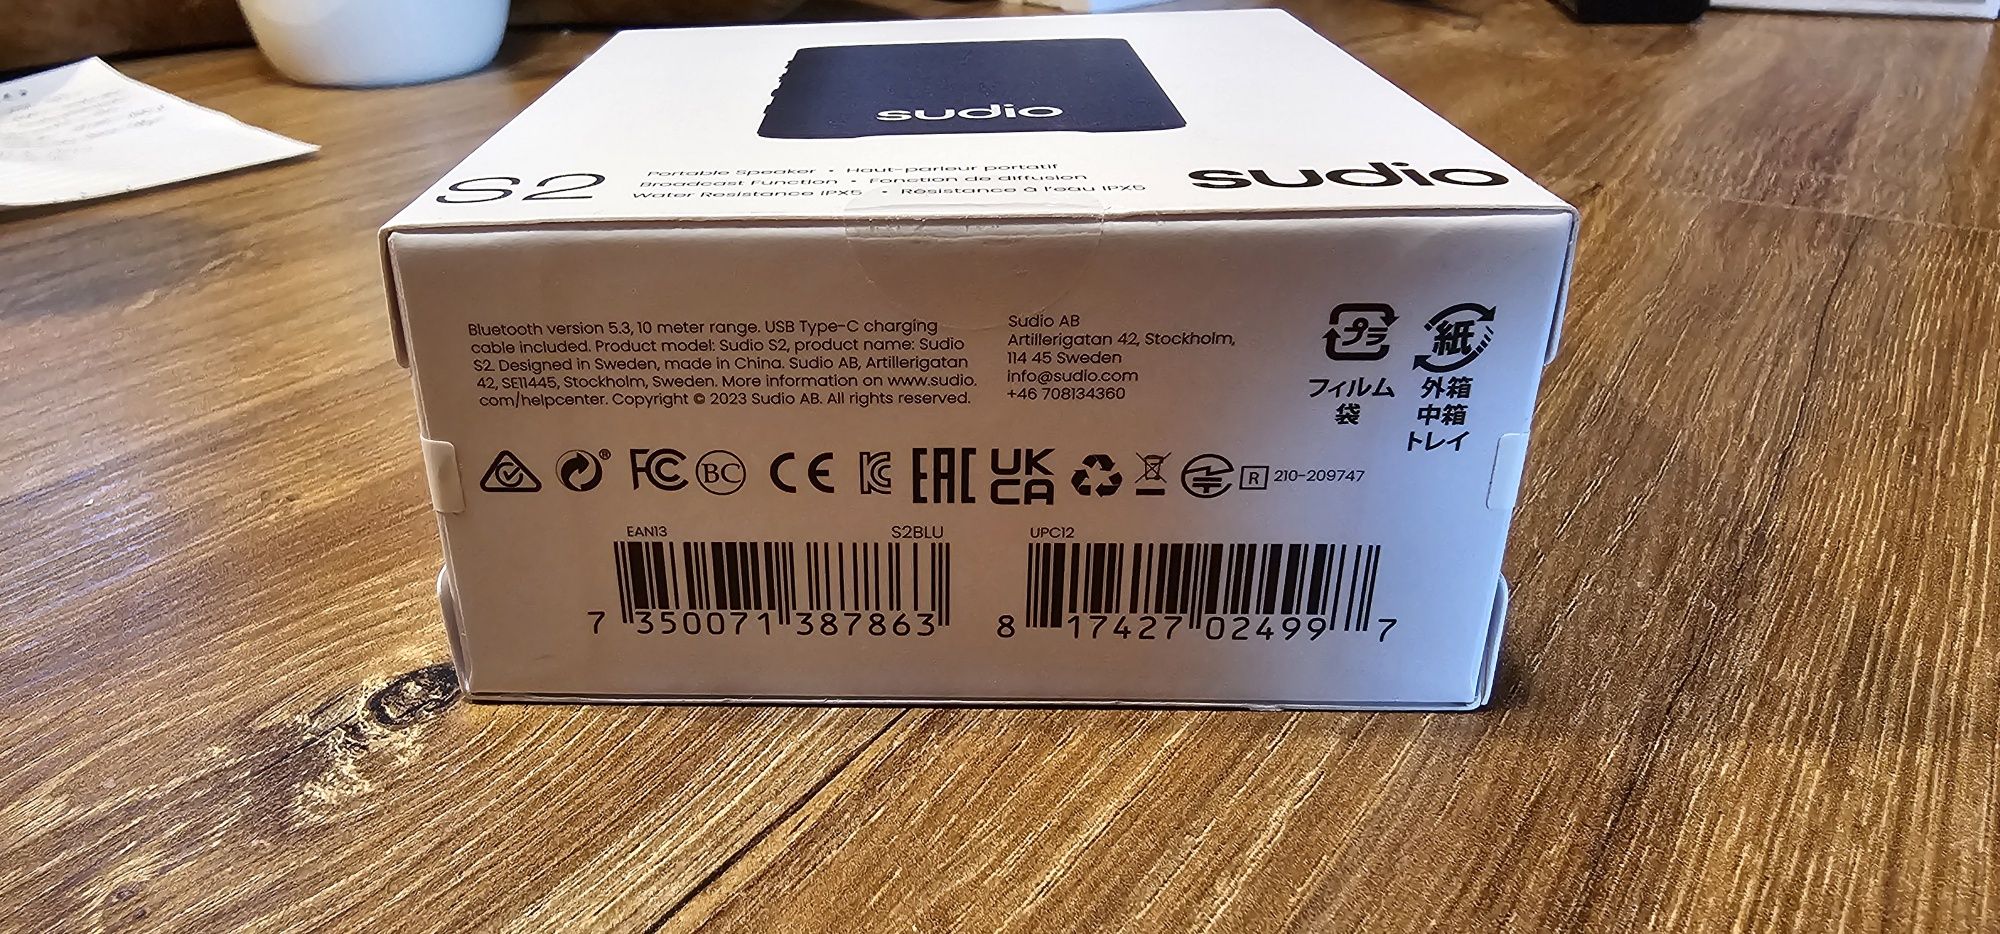 sudio
S2
Portable Speaker • Haut-parleur portatif
Broadcast Function • Fonction de diffusion
Water Resistance IPX5 • Résistance à l'eau IPX5
sudio
Bluetooth version 5.3, 10 meter range. USB Type-C charging
cable included. Product model: Sudio S2, product name: Sudio
S2. Designed in Sweden, made in China. Sudio AB, Artillerigatan
42, SE11445, Stockholm, Sweden. More information on www.sudio.
com/helpcenter. Copyright © 2023 Sudio AB. All rights reserved.
Sudio AB
Artillerigatan 42, Stockholm,
114 45 Sweden
info@sudio.com
+46 708134360
プラ
フィルム
袋
紙
外箱
中箱
トレイ
® FC BC CE EAC UK CA R 210-209747
EAN13 S2BLU
7 350071 387863
UPC12
8 17427 02499 7